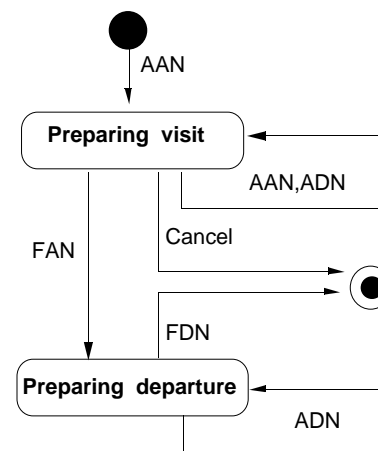 AAN
Preparing visit
AAN,ADN
Cancel
FAN
FDN
Preparing departure
ADN